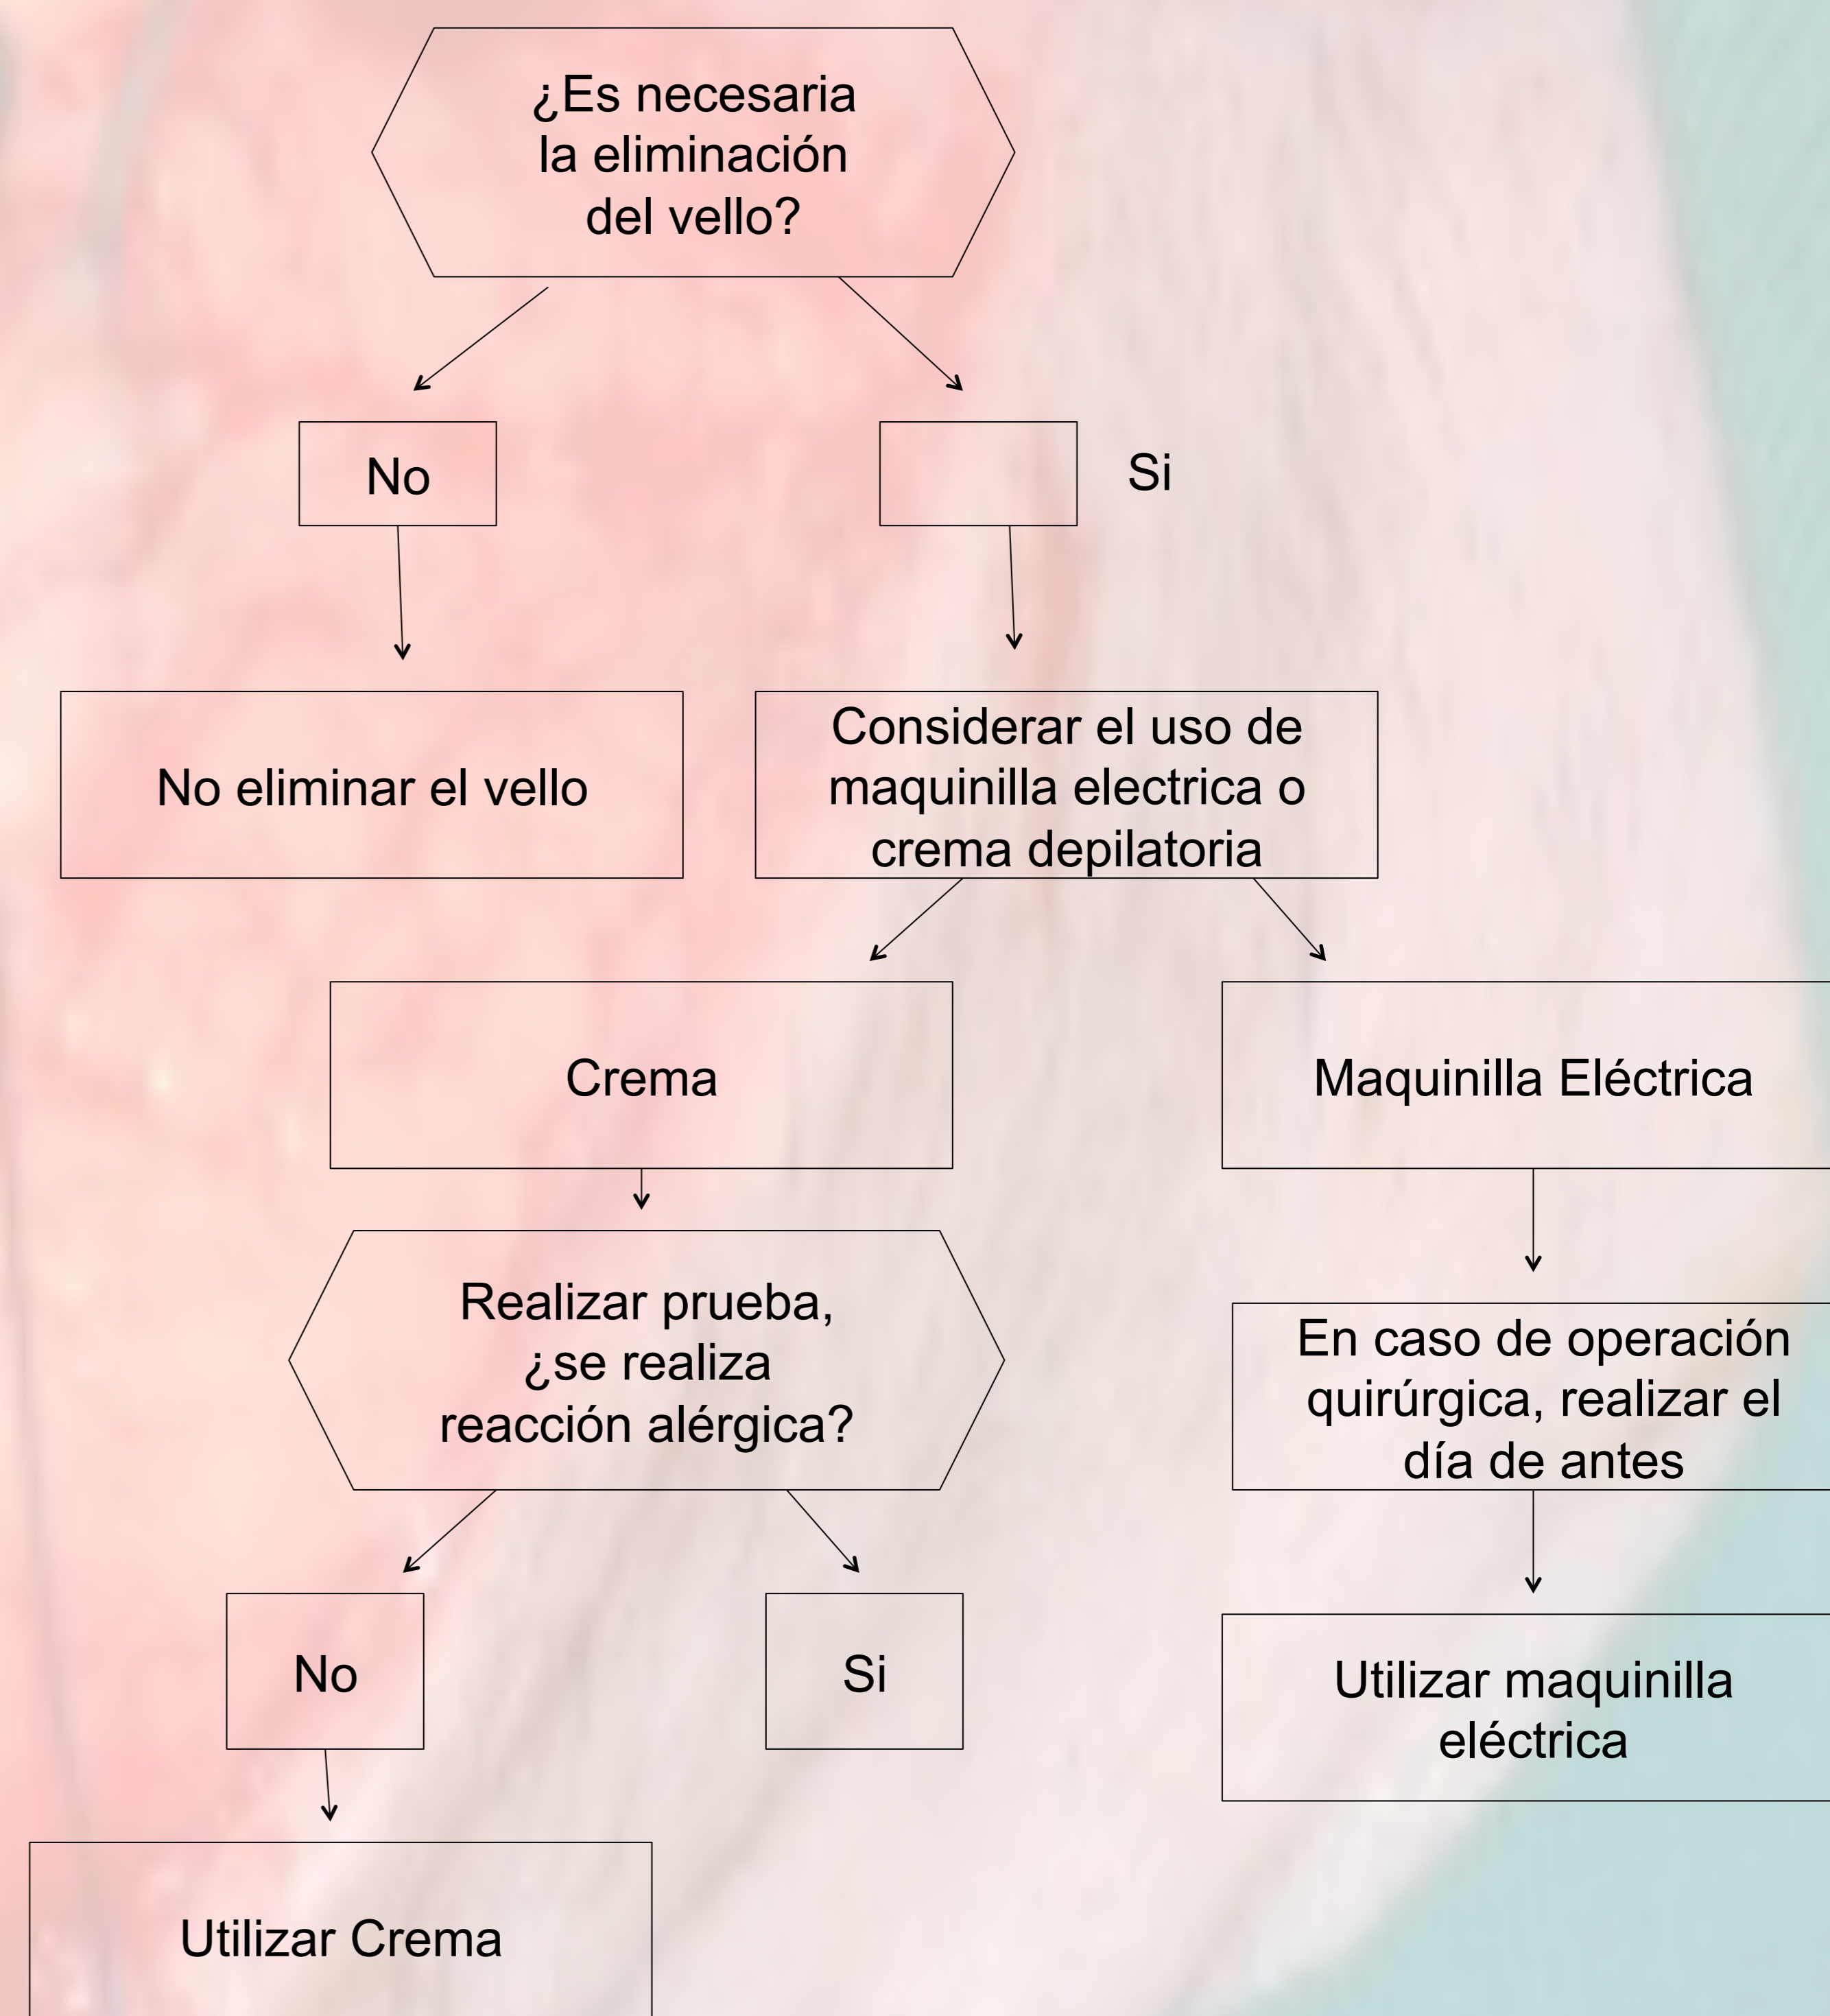 ¿Es necesaria
la eliminación
del vello?
No
Si
No eliminar el vello
Considerar el uso de
maquinilla electrica o
crema depilatoria
Crema
Maquinilla Eléctrica
Realizar prueba,
¿se realiza
reacción alérgica?
En caso de operación
quirúrgica, realizar el
día de antes
No
Si
Utilizar maquinilla
eléctrica
Utilizar Crema